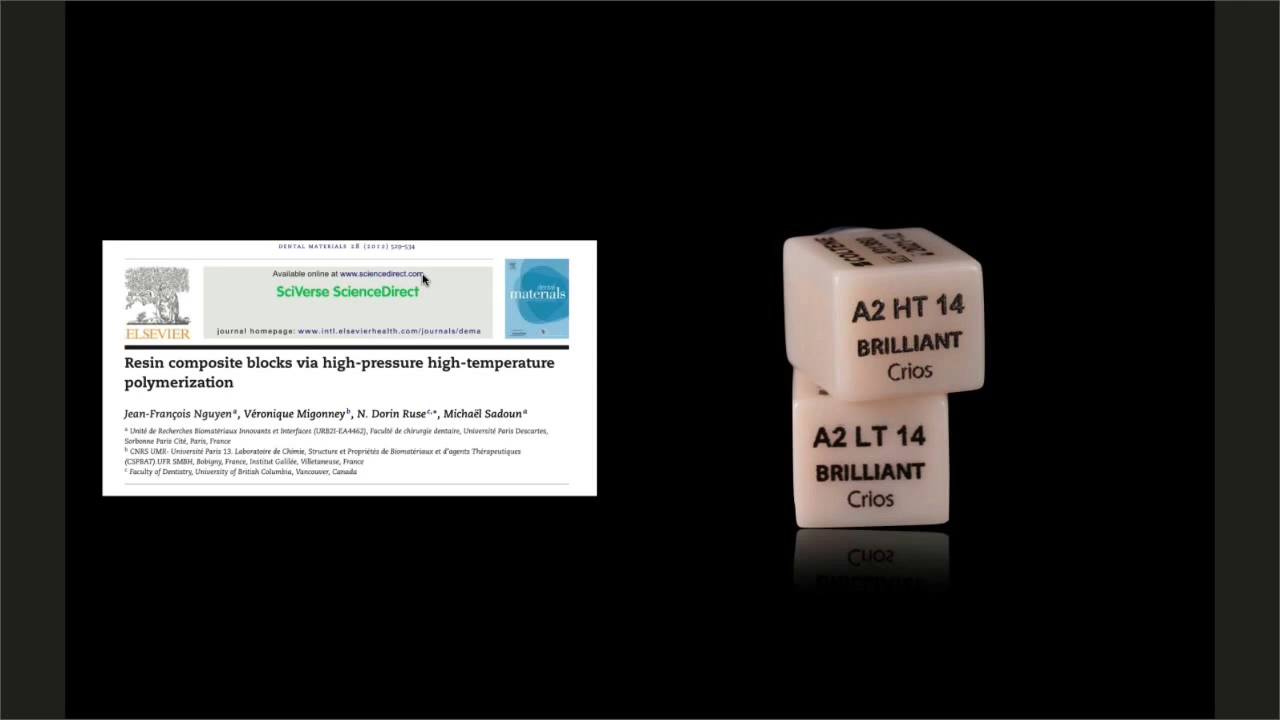 DENTAL MATERIALS 28 (2012) 529–534
Available online at www.sciencedirect.com
SciVerse ScienceDirect
journal homepage: www.intl.elsevierhealth.com/journals/dema
ELSEVIER
dental
materials
Resin composite blocks via high-pressure high-temperature
polymerization
Jean-François Nguyen a, Véronique Migonney b, N. Dorin Ruse c,*, Michaël Sadoun a
a Unité de Recherches Biomatériaux Innovants et Interfaces (URB2I-EA4462), Faculté de chirurgie dentaire, Université Paris Descartes,
Sorbonne Paris Cité, Paris, France
b CNRS UMR- Université Paris 13. Laboratoire de Chimie, Structure et Propriétés de Biomatériaux et d'agents Thérapeutiques
(CSPBAT).UFR SMBH, Bobigny, France, Institut Galilée, Villetaneuse, France
c Faculty of Dentistry, University of British Columbia, Vancouver, Canada
A2 HT 14
BRILLIANT
Crios
A2 LT 14
BRILLIANT
Crios